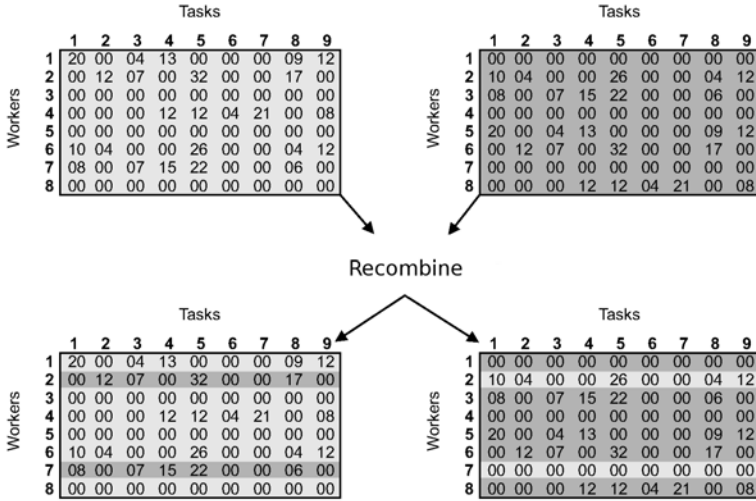 Tasks
1 2 3 4 5 6 7 8 9
Workers
1 20 00 04 13 00 00 00 09 12
2 00 12 07 00 32 00 00 17 00
3 00 00 00 00 00 00 00 00 00
4 00 00 00 12 12 04 21 00 08
5 00 00 00 00 00 00 00 00 00
6 10 04 00 00 26 00 00 04 12
7 08 00 07 15 22 00 00 06 00
8 00 00 00 00 00 00 00 00 00
Tasks
1 2 3 4 5 6 7 8 9
Workers
1 00 00 00 00 00 00 00 00 00
2 10 04 00 00 26 00 00 04 12
3 08 00 07 15 22 00 00 06 00
4 00 00 00 00 00 00 00 00 00
5 20 00 04 13 00 00 00 09 12
6 00 12 07 00 32 00 00 17 00
7 00 00 00 00 00 00 00 00 00
8 00 00 00 12 12 04 21 00 08
Recombine
Tasks
1 2 3 4 5 6 7 8 9
Workers
1 20 00 04 13 00 00 00 09 12
2 00 12 07 00 32 00 00 17 00
3 00 00 00 00 00 00 00 00 00
4 00 00 00 12 12 04 21 00 08
5 00 00 00 00 00 00 00 00 00
6 10 04 00 00 26 00 00 04 12
7 08 00 07 15 22 00 00 06 00
8 00 00 00 00 00 00 00 00 00
Tasks
1 2 3 4 5 6 7 8 9
Workers
1 00 00 00 00 00 00 00 00 00
2 10 04 00 00 26 00 00 04 12
3 08 00 07 15 22 00 00 06 00
4 00 00 00 00 00 00 00 00 00
5 20 00 04 13 00 00 00 09 12
6 00 12 07 00 32 00 00 17 00
7 00 00 00 00 00 00 00 00 00
8 00 00 00 12 12 04 21 00 08